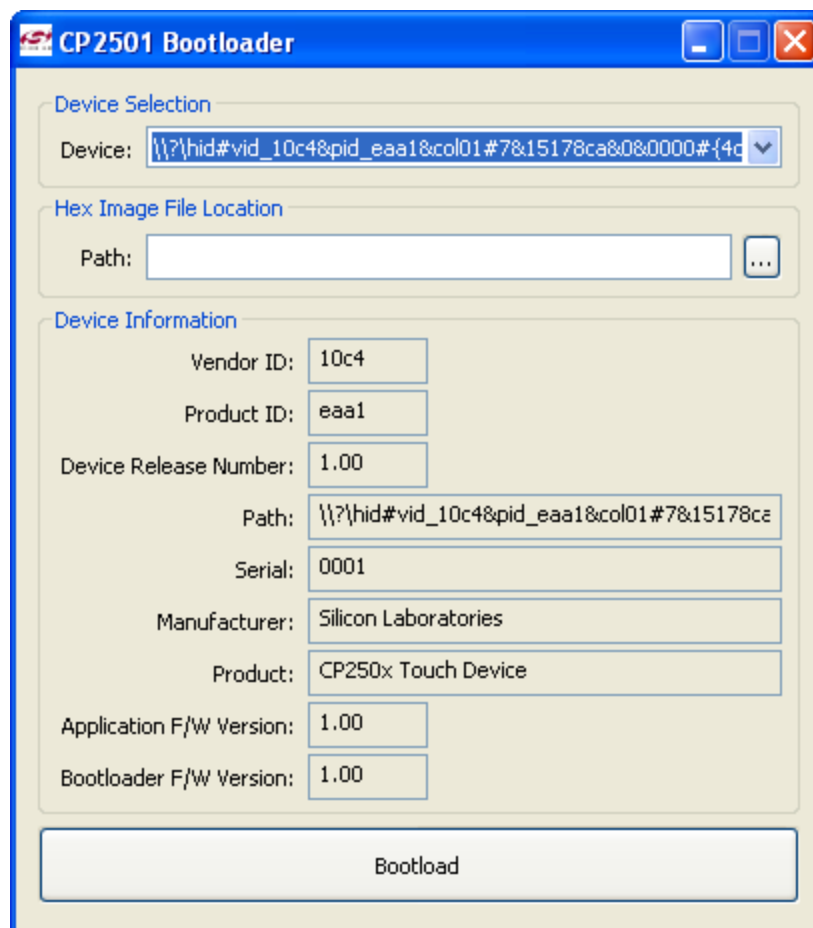 CP2501 Bootloader
Device Selection
Device: \\?\hid#vid_10c4&pid_eaa1&col01#7&15178ca&0&0000#{4d
Hex Image File Location
Path: ...
Device Information
Vendor ID: 10c4
Product ID: eaa1
Device Release Number: 1.00
Path: \\?\hid#vid_10c4&pid_eaa1&col01#7&15178ca
Serial: 0001
Manufacturer: Silicon Laboratories
Product: CP250x Touch Device
Application F/W Version: 1.00
Bootloader F/W Version: 1.00
Bootload